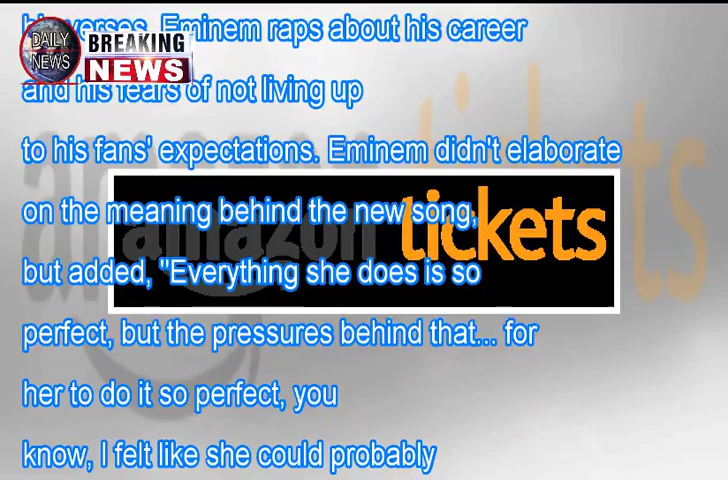 his verses, Eminem raps about his career
DAILY
NEWS
BREAKING
NEWS
and his fears of not living up
to his fans' expectations. Eminem didn't elaborate
on the meaning behind the new song,
amazon tickets
but added, "Everything she does is so
perfect, but the pressures behind that... for
her to do it so perfect, you
know, I felt like she could probably